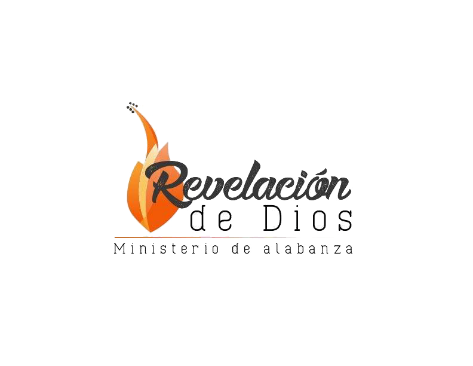 Revelación
de Dios
Ministerio de alabanza